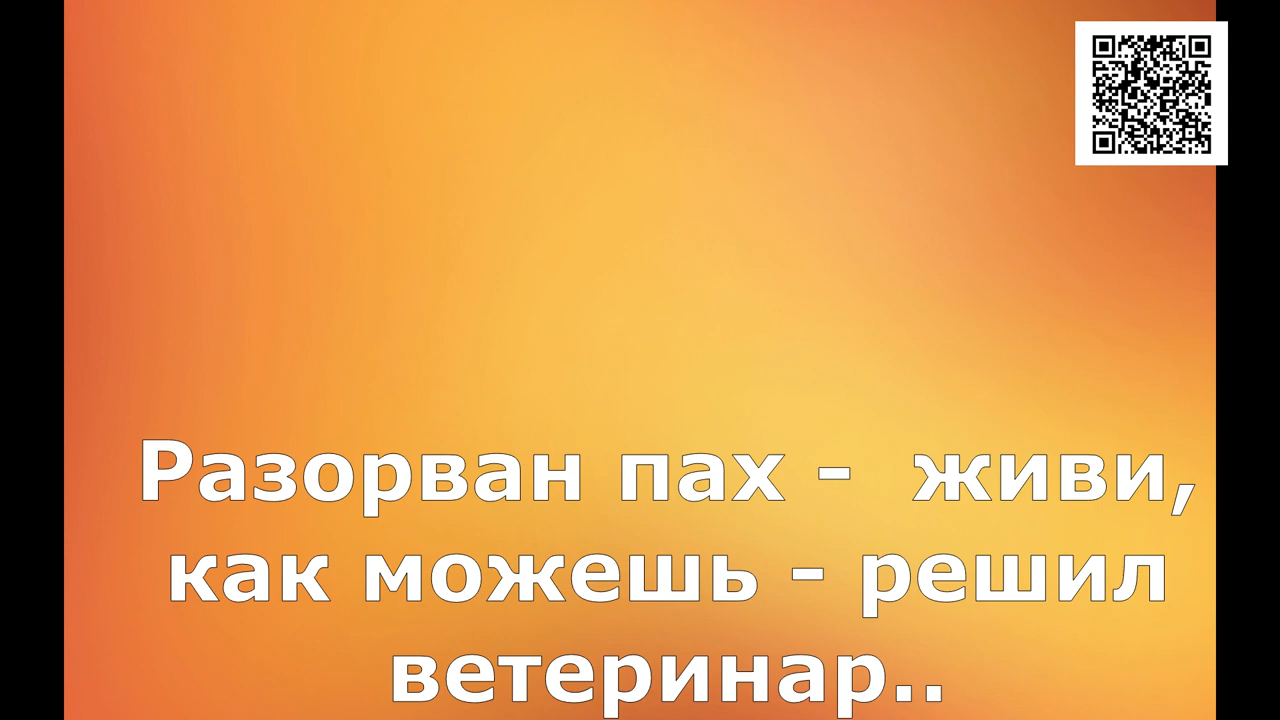 Разорван пах -  живи,
как можешь - решил
ветеринар..